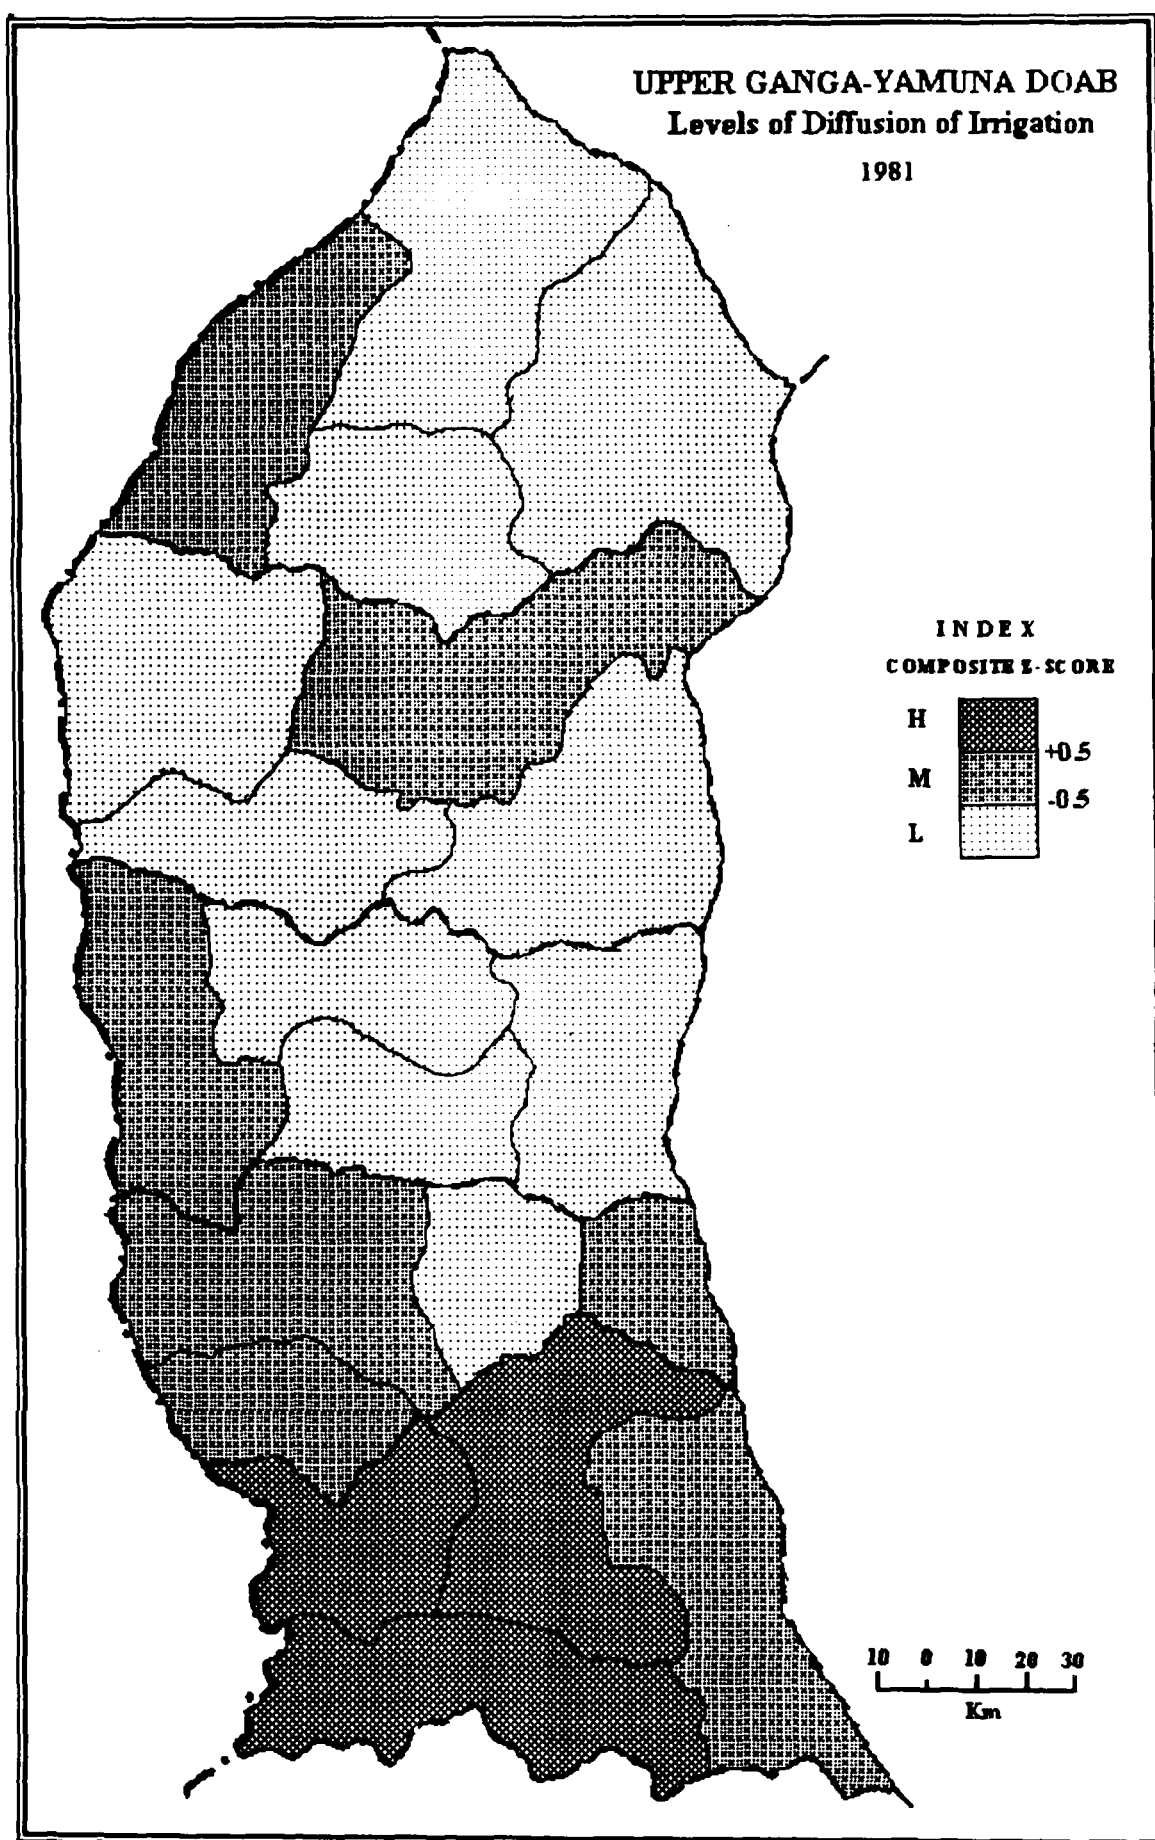 UPPER GANGA-YAMUNA DOAB
Levels of Diffusion of Irrigation
1981
INDEX
COMPOSITE Z-SCORE
H
+0.5
M
-0.5
L
10 0 10 20 30
Km